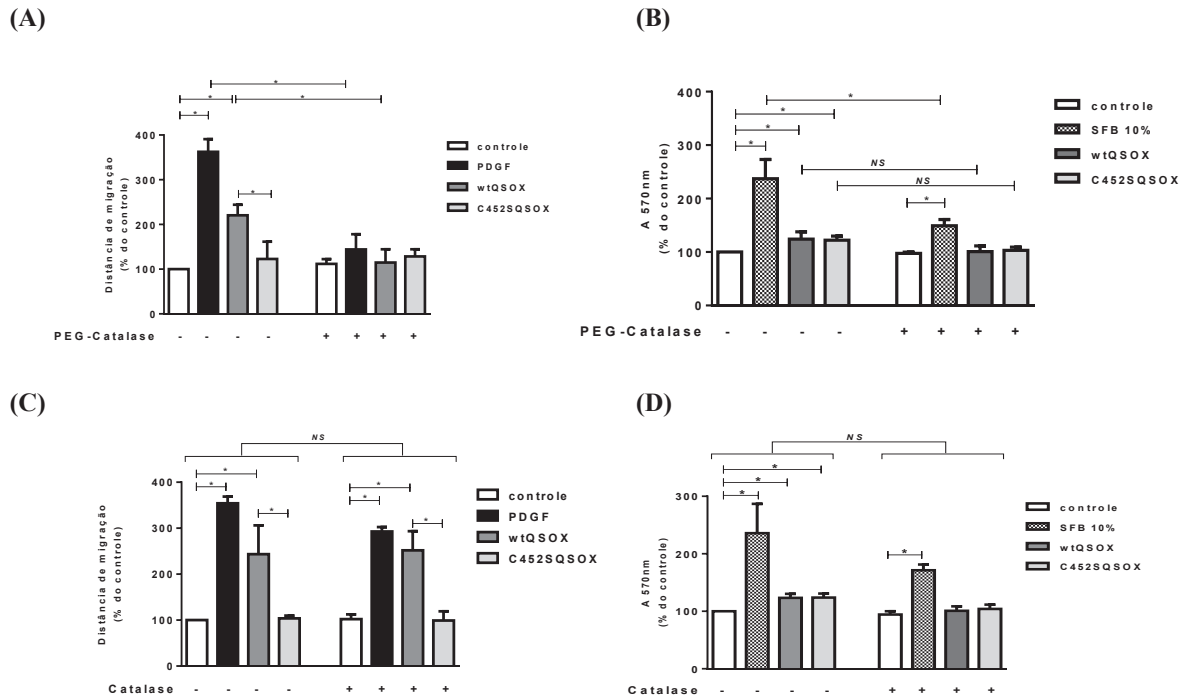 (A)
Distância de migração
(% do controle)
400
300
200
100
0
*
*
*
*
*
controle
PDGF
wtQSOX
C452SQSOX
PEG-Catalase - - - - + + + +
(B)
A 570nm
(% do controle)
400
300
200
100
0
*
*
*
*
NS
NS
*
controle
SFB 10%
wtQSOX
C452SQSOX
PEG-Catalase - - - - + + + +
(C)
Distância de migração
(% do controle)
400
300
200
100
0
NS
*
*
*
*
*
*
controle
PDGF
wtQSOX
C452SQSOX
Catalase - - - - + + + +
(D)
A 570nm
(% do controle)
300
200
100
0
NS
*
*
*
*
controle
SFB 10%
wtQSOX
C452SQSOX
Catalase - - - - + + + +